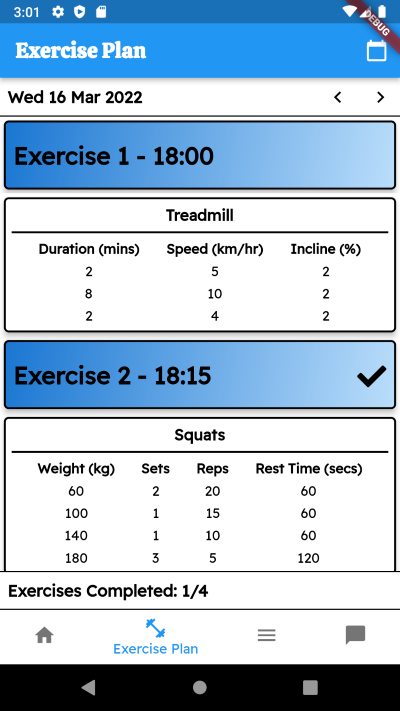 3:01
DEBUG
Exercise Plan
Wed 16 Mar 2022
Exercise 1 - 18:00
Treadmill
Duration (mins) Speed (km/hr) Incline (%)
2 5 2
8 10 2
2 4 2
Exercise 2 - 18:15
Squats
Weight (kg) Sets Reps Rest Time (secs)
60 2 20 60
100 1 15 60
140 1 10 60
180 3 5 120
Exercises Completed: 1/4
Exercise Plan